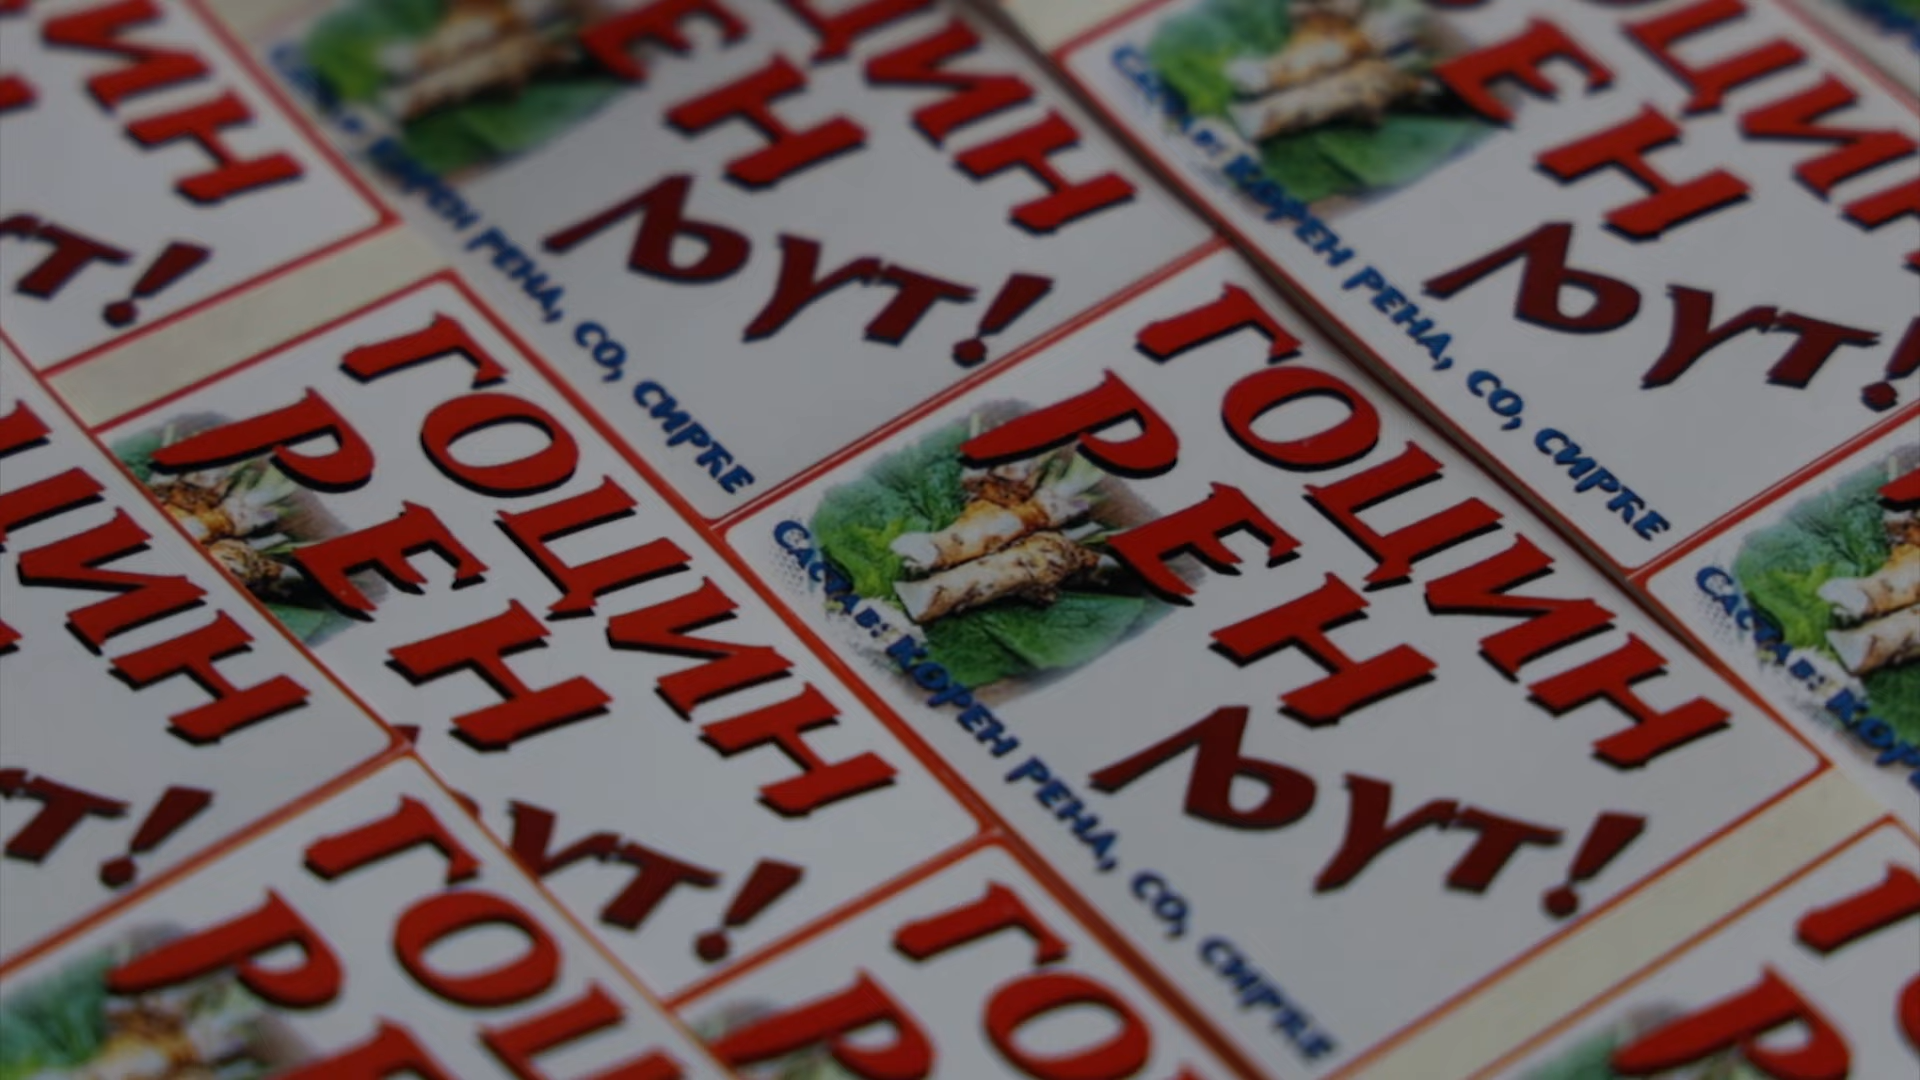 ГОЦИН
РЕН
ЉУТ!
САСТАВ: КОРЕН РЕНА, СО, СИРЋЕ